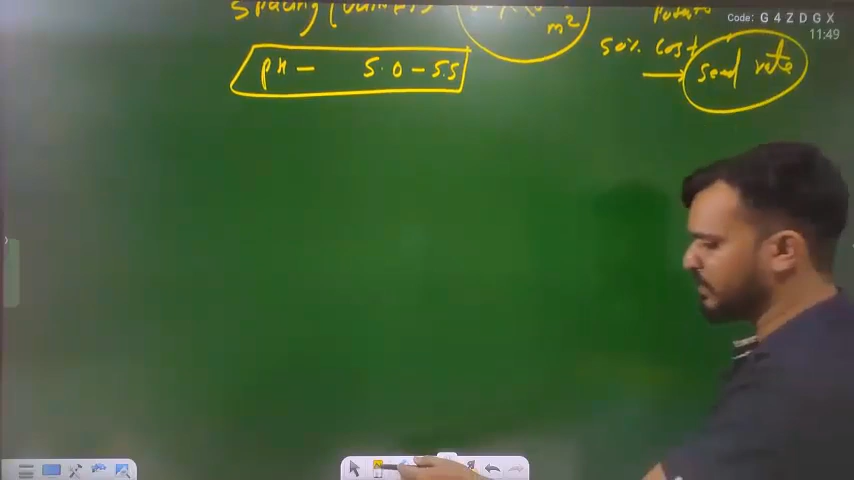 Spacing
m²
Potato
50% Cost
seed rate
pH — 5.0 — 5.5
Code: G 4 Z D G X
11:49